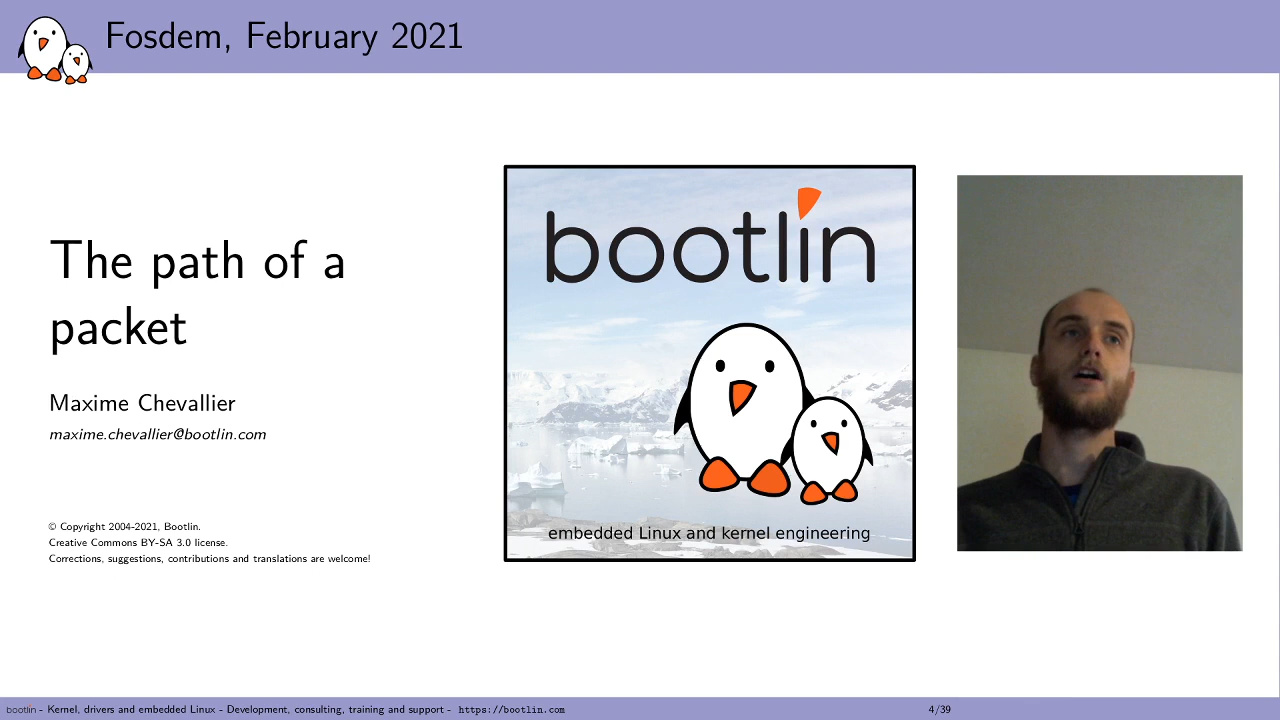 Fosdem, February 2021
The path of a
packet
Maxime Chevallier
maxime.chevallier@bootlin.com
© Copyright 2004-2021, Bootlin.
Creative Commons BY-SA 3.0 license.
Corrections, suggestions, contributions and translations are welcome!
bootlin
embedded Linux and kernel engineering
bootlin - Kernel, drivers and embedded Linux - Development, consulting, training and support - https://bootlin.com
4/39